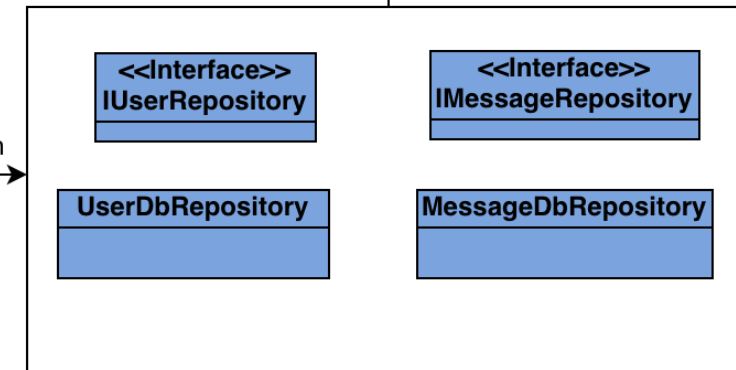 <<Interface>>
IUserRepository
<<Interface>>
IMessageRepository
UserDbRepository
MessageDbRepository